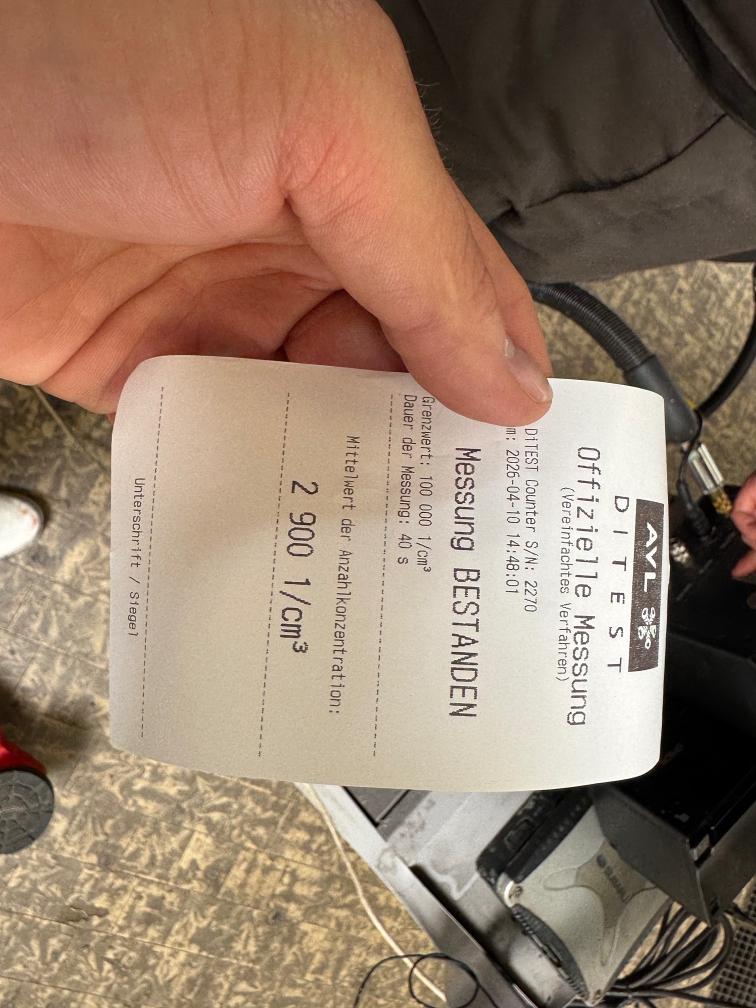 AVL
DITEST
Offizielle Messung
(Vereinfachtes Verfahren)
DiTEST Counter S/N: 2270
m: 2026-04-10 14:48:01
Messung BESTANDEN
Grenzwert: 100 000 1/cm³
Dauer der Messung: 40 s
Mittelwert der Anzahlkonzentration:
2 900 1/cm³
Unterschrift / Siegel